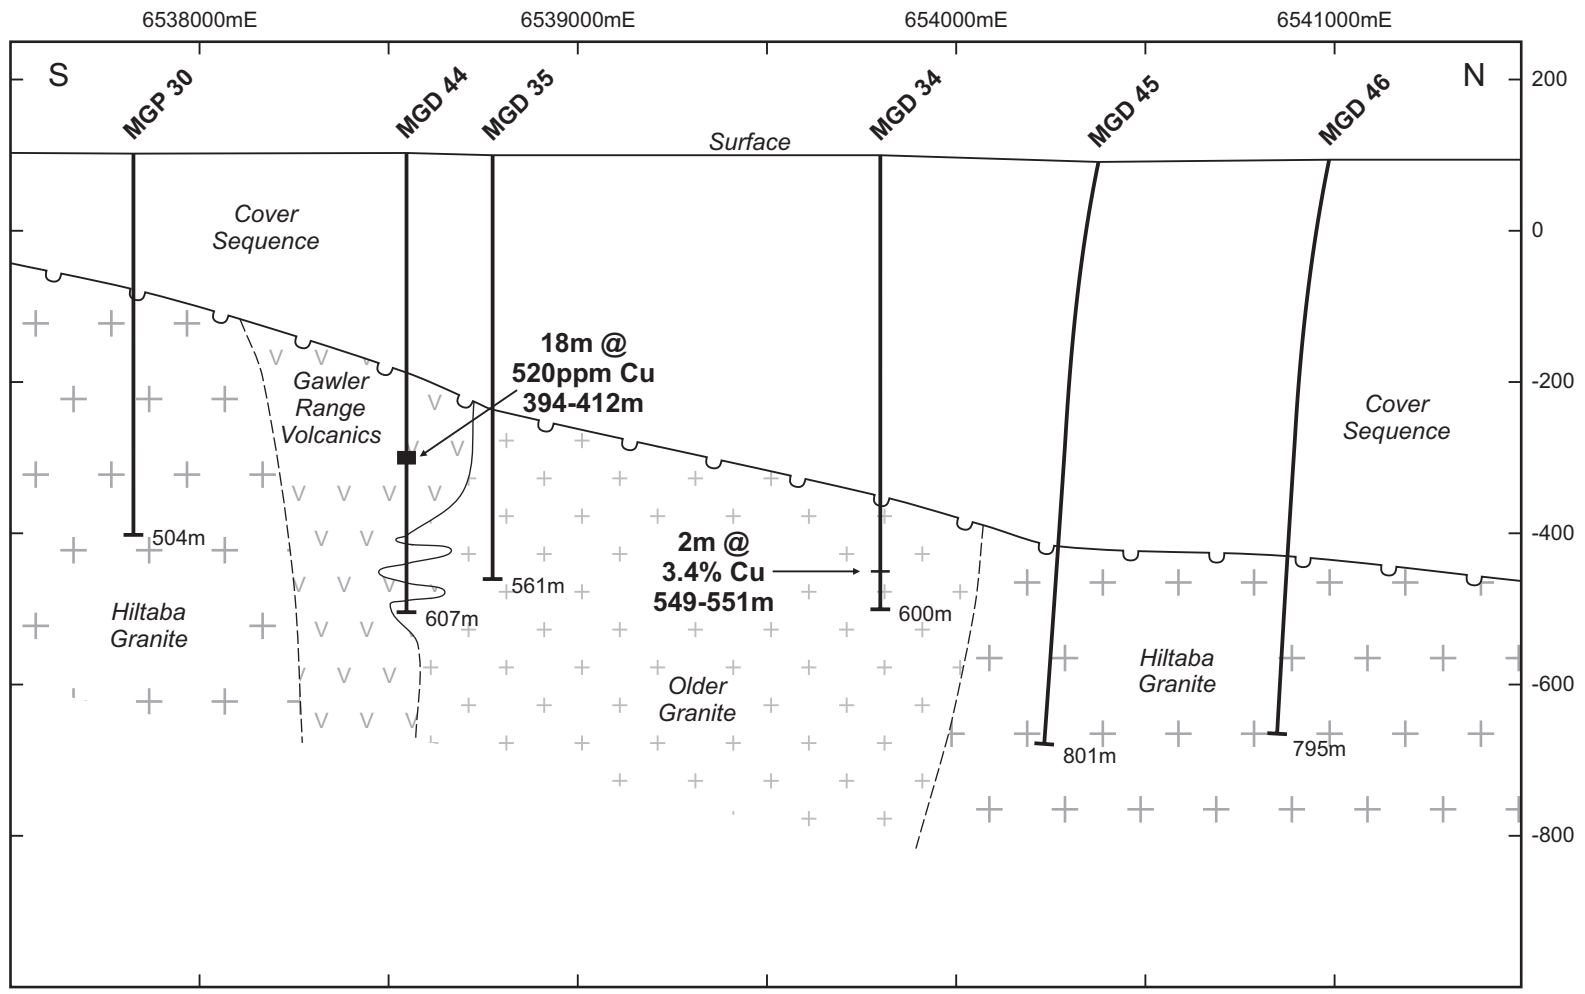 6538000mE
6539000mE
654000mE
6541000mE
S
N
MGP 30
MGD 44
MGD 35
MGD 34
MGD 45
MGD 46
200
0
-200
-400
-600
-800
Surface
Cover
Sequence
18m @
520ppm Cu
394-412m
Gawler
Range
Volcanics
Cover
Sequence
504m
2m @
3.4% Cu
549-551m
561m
607m
600m
Hiltaba
Granite
Older
Granite
Hiltaba
Granite
801m
795m